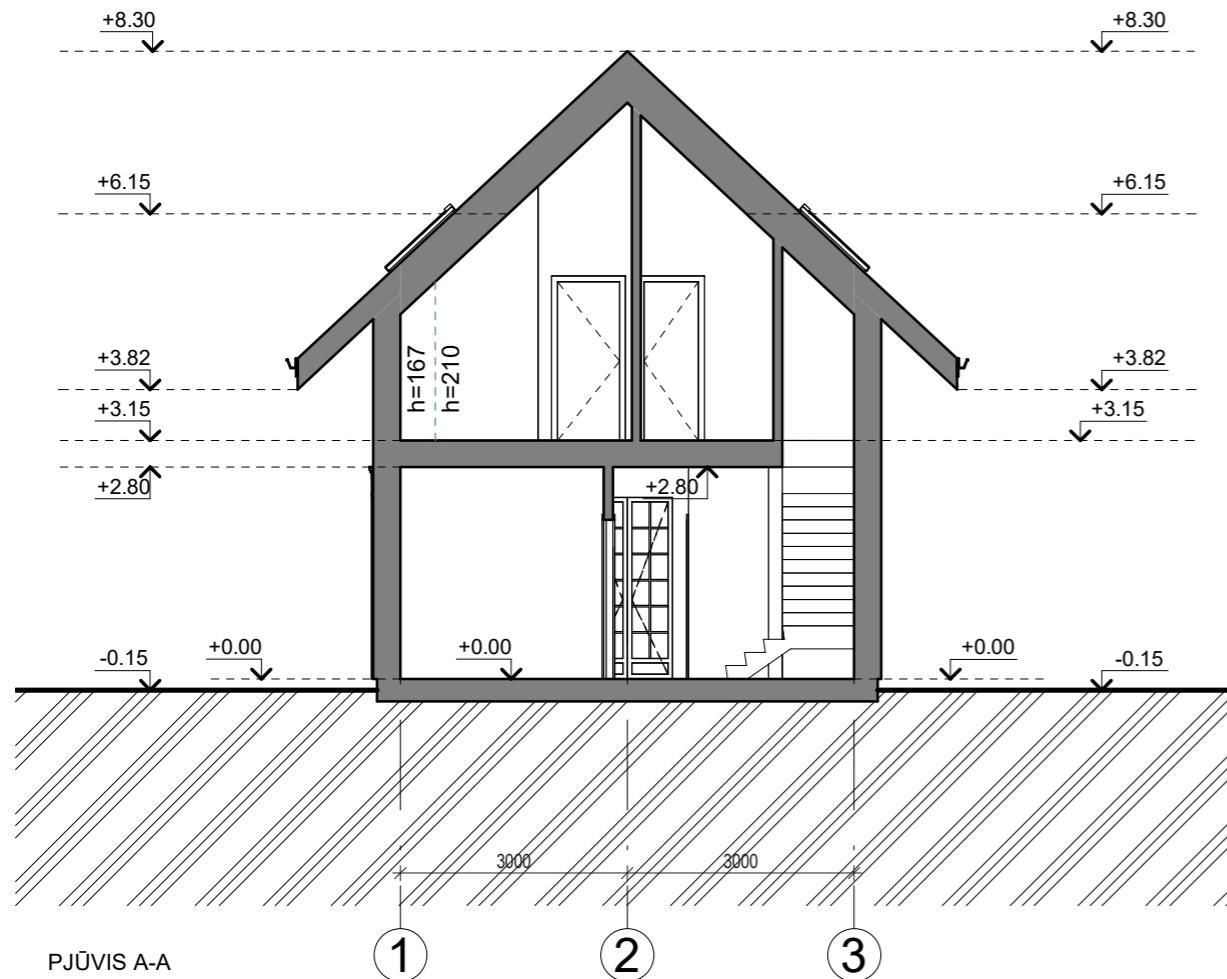 +8.30 +8.30
+6.15 +6.15
h=167
h=210
+3.82 +3.82
+3.15 +3.15
+2.80 +2.80
-0.15 +0.00 +0.00 +0.00 -0.15
3000 3000
1 2 3
PJŪVIS A-A